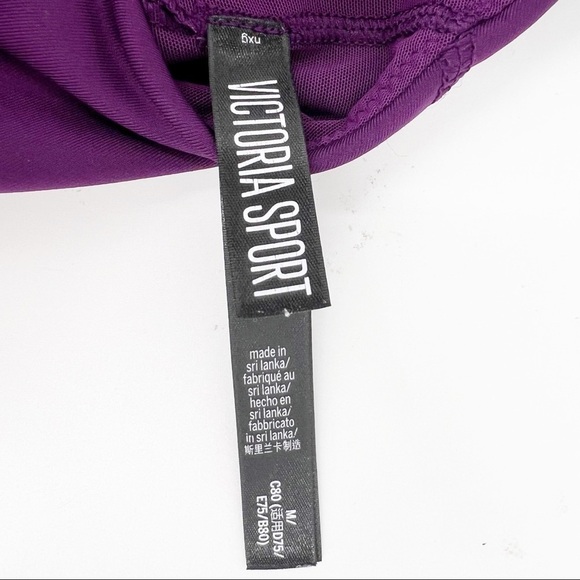 VICTORIA SPORT
made in
sri lanka/
fabriqué au
sri lanka/
hecho en
sri lanka/
fabbricato
in sri lanka/
斯里兰卡制造
M/
C80 (适用D75/
E75/B80)